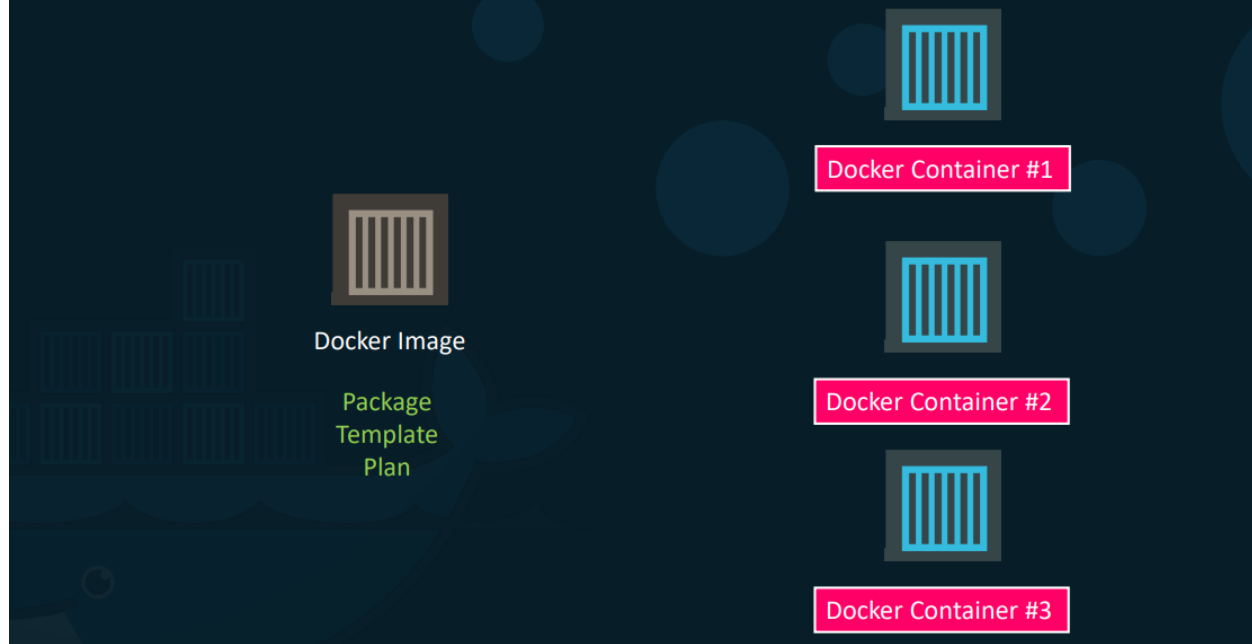 Docker Image
Package
Template
Plan
Docker Container #1
Docker Container #2
Docker Container #3